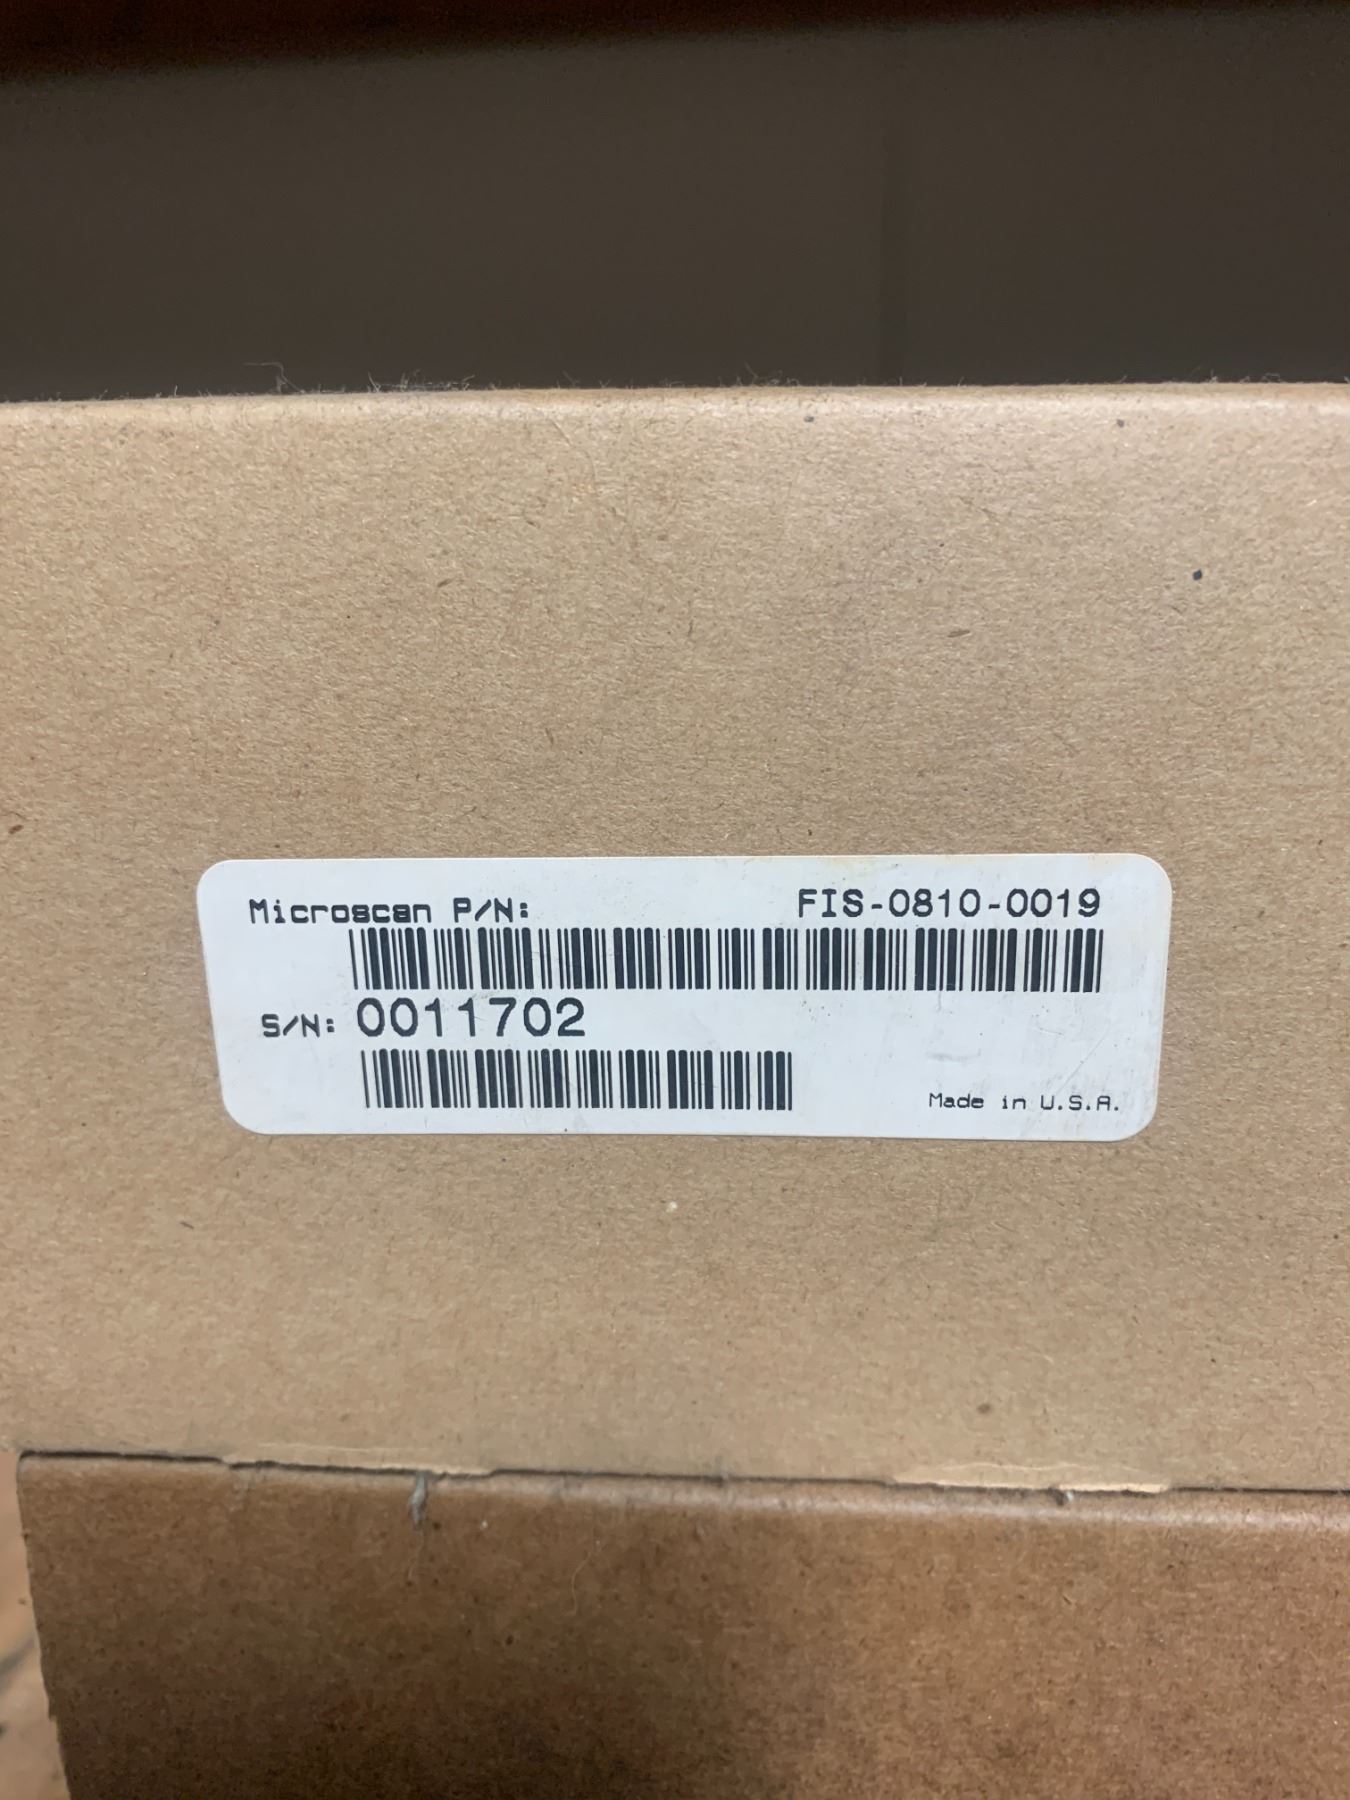 Microscan P/N: FIS-0810-0019
S/N: 0011702
Made in U.S.A.